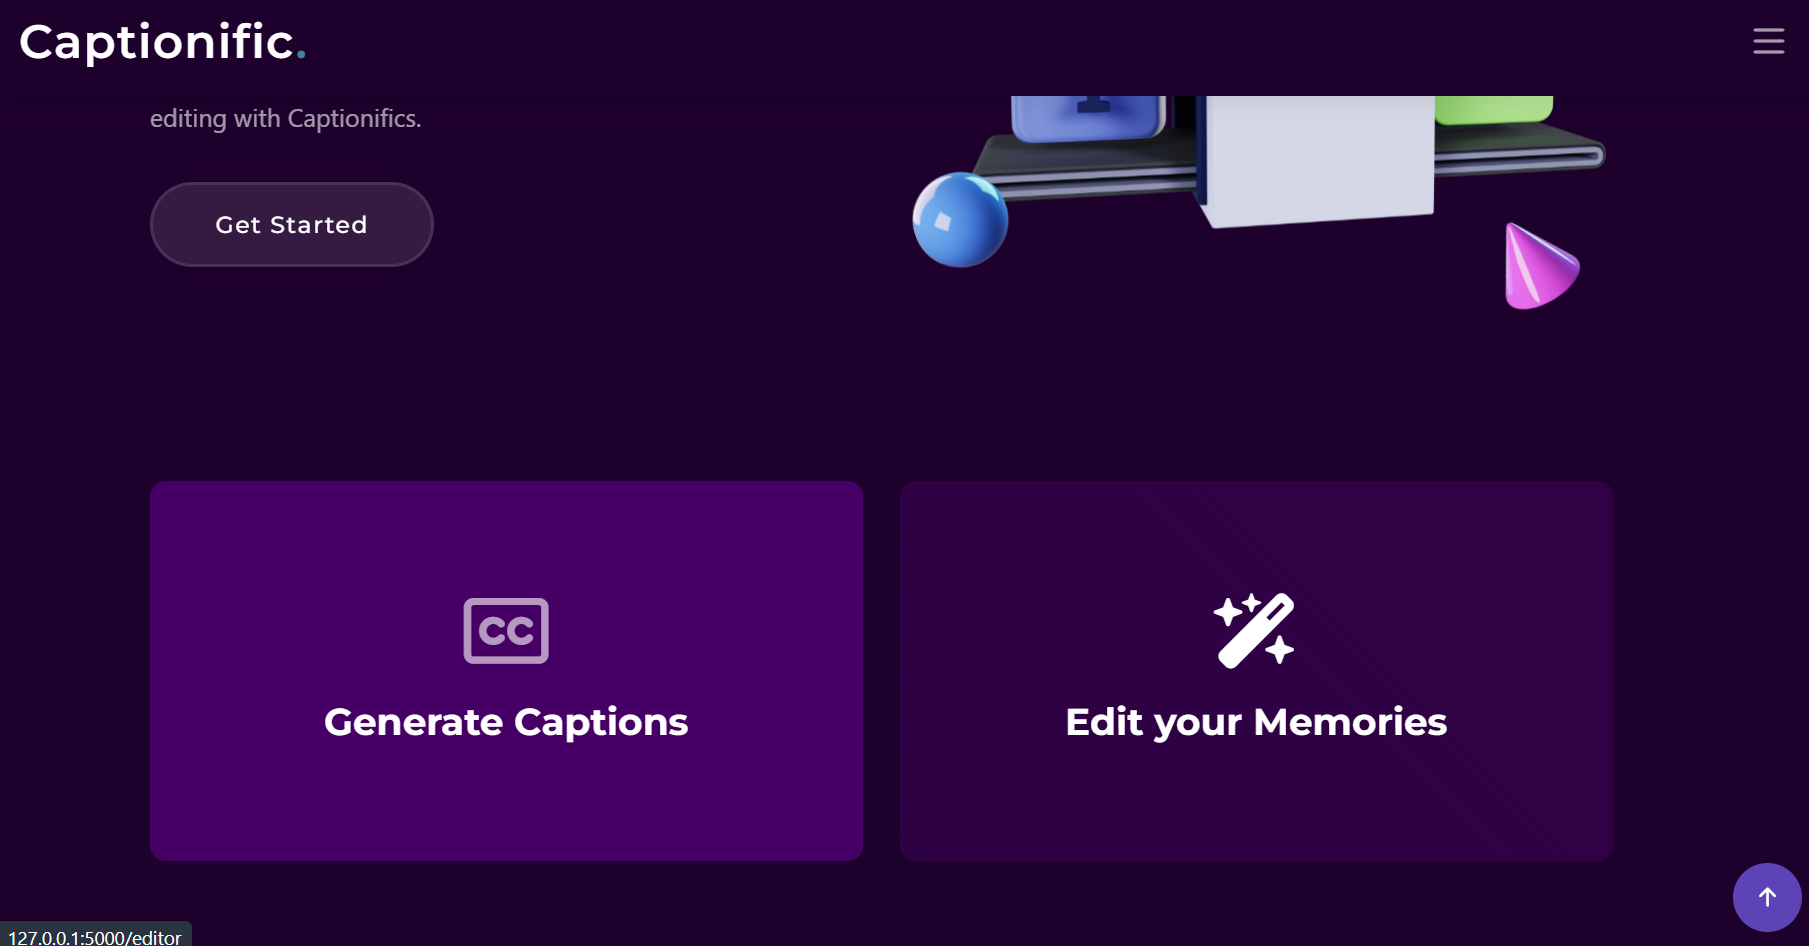 Captionific.
editing with Captionifics.
Get Started
CC
Generate Captions
Edit your Memories
127.0.0.1:5000/editor